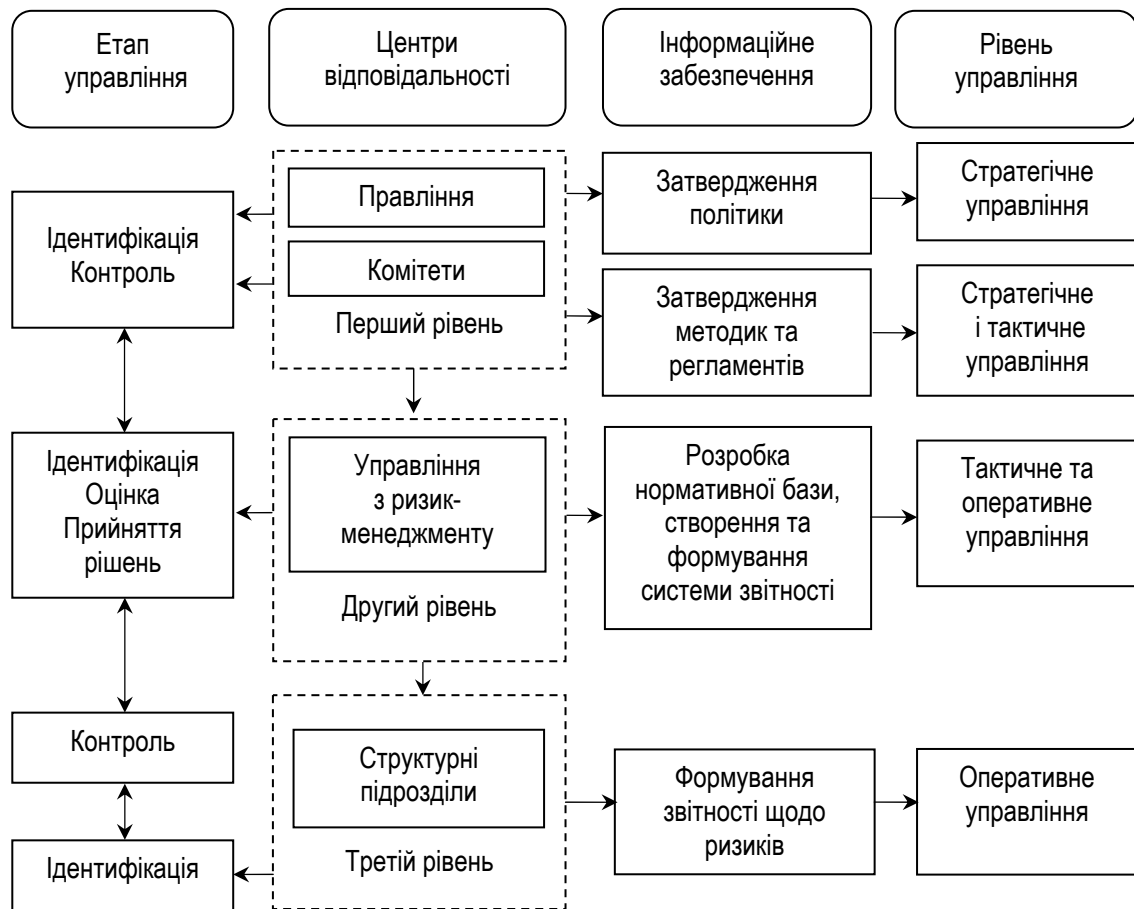 Етап
управління
Центри
відповідальності
Інформаційне
забезпечення
Рівень
управління
Ідентифікація
Контроль
Правління
Комітети
Перший рівень
Затвердження
політики
Стратегічне
управління
Затвердження
методик та
регламентів
Стратегічне
і тактичне
управління
Ідентифікація
Оцінка
Прийняття
рішень
Управління
з ризик-
менеджменту
Другий рівень
Розробка
нормативної бази,
створення та
формування
системи звітності
Тактичне та
оперативне
управління
Контроль
Ідентифікація
Структурні
підрозділи
Третій рівень
Формування
звітності щодо
ризиків
Оперативне
управління